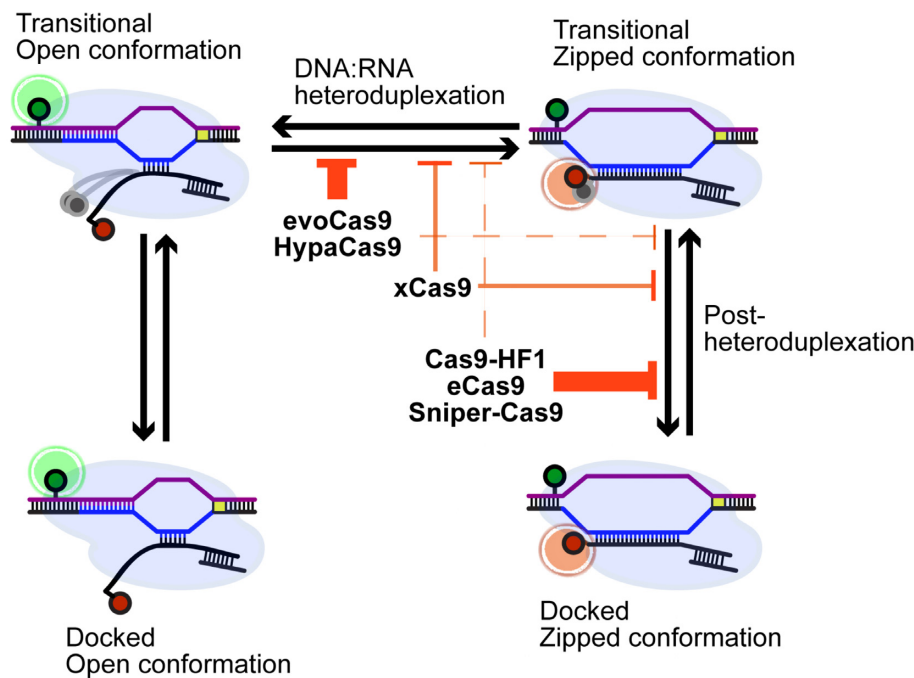 Transitional
Open conformation
Transitional
Zipped conformation
DNA:RNA
heteroduplexation
evoCas9
HypaCas9
xCas9
Cas9-HF1
eCas9
Sniper-Cas9
Post-
heteroduplexation
Docked
Open conformation
Docked
Zipped conformation